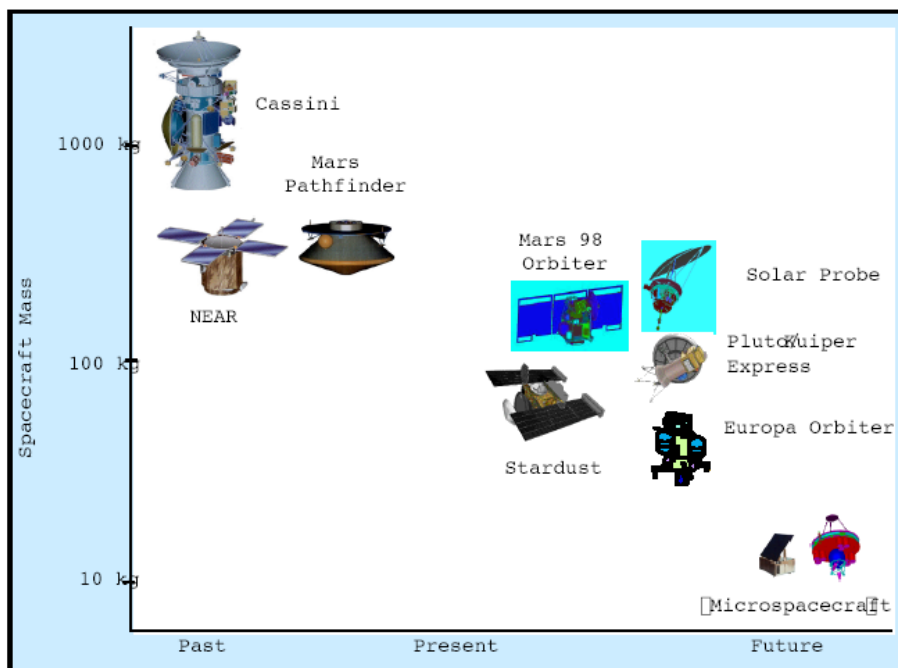 Cassini
1000 kg
Mars
Pathfinder
Mars 98
Orbiter
Solar Probe
NEAR
Pluto/Kuiper
Express
100 kg
Spacecraft Mass
Europa Orbiter
Stardust
10 kg
Microspacecraft
Past Present Future